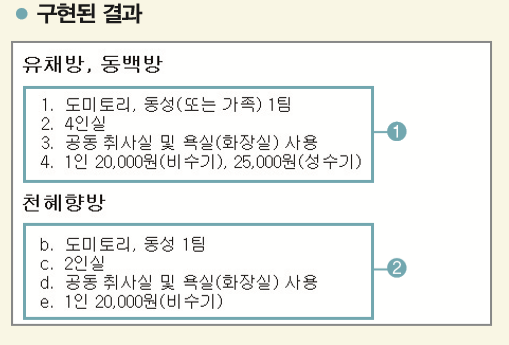 ● 구현된 결과
유채방, 동백방
1. 도미토리, 동성(또는 가족) 1팀
2. 4인실
3. 공동 취사실 및 욕실(화장실) 사용
4. 1인 20,000원(비수기), 25,000원(성수기)
❶
천혜향방
b. 도미토리, 동성 1팀
c. 2인실
d. 공동 취사실 및 욕실(화장실) 사용
e. 1인 20,000원(비수기)
❷